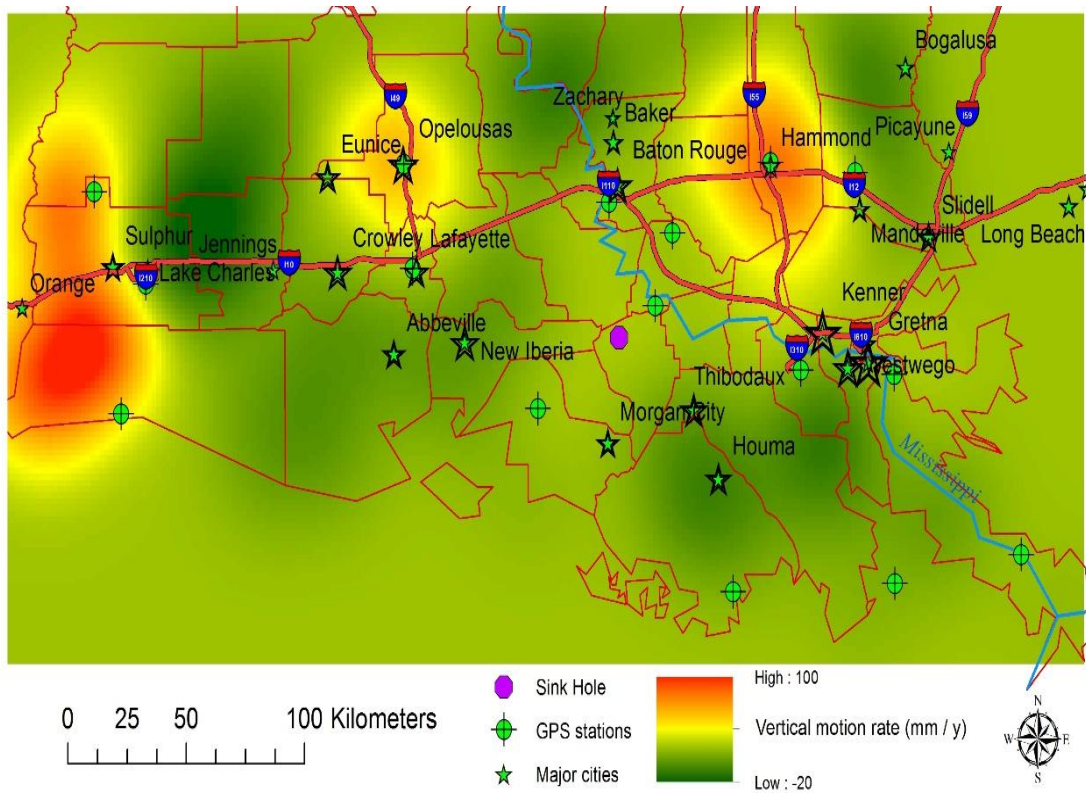 Bogalusa
I49
I55
Zachary
I59
Baker
Opelousas
Hammond
Picayune
Eunice
Baton Rouge
I110
I12
Slidell
Sulphur
Jennings
Crowley
Lafayette
Mandeville
Long Beach
Orange
I210
Lake Charles
I10
Kenner
Abbeville
Gretna
New Iberia
I310
I610
Thibodaux
estwego
Morgan City
Houma
Mississippi
Sink Hole
High : 100
0 25 50 100 Kilometers
GPS stations
Vertical motion rate (mm / y)
Major cities
Low : -20
N
W E
S